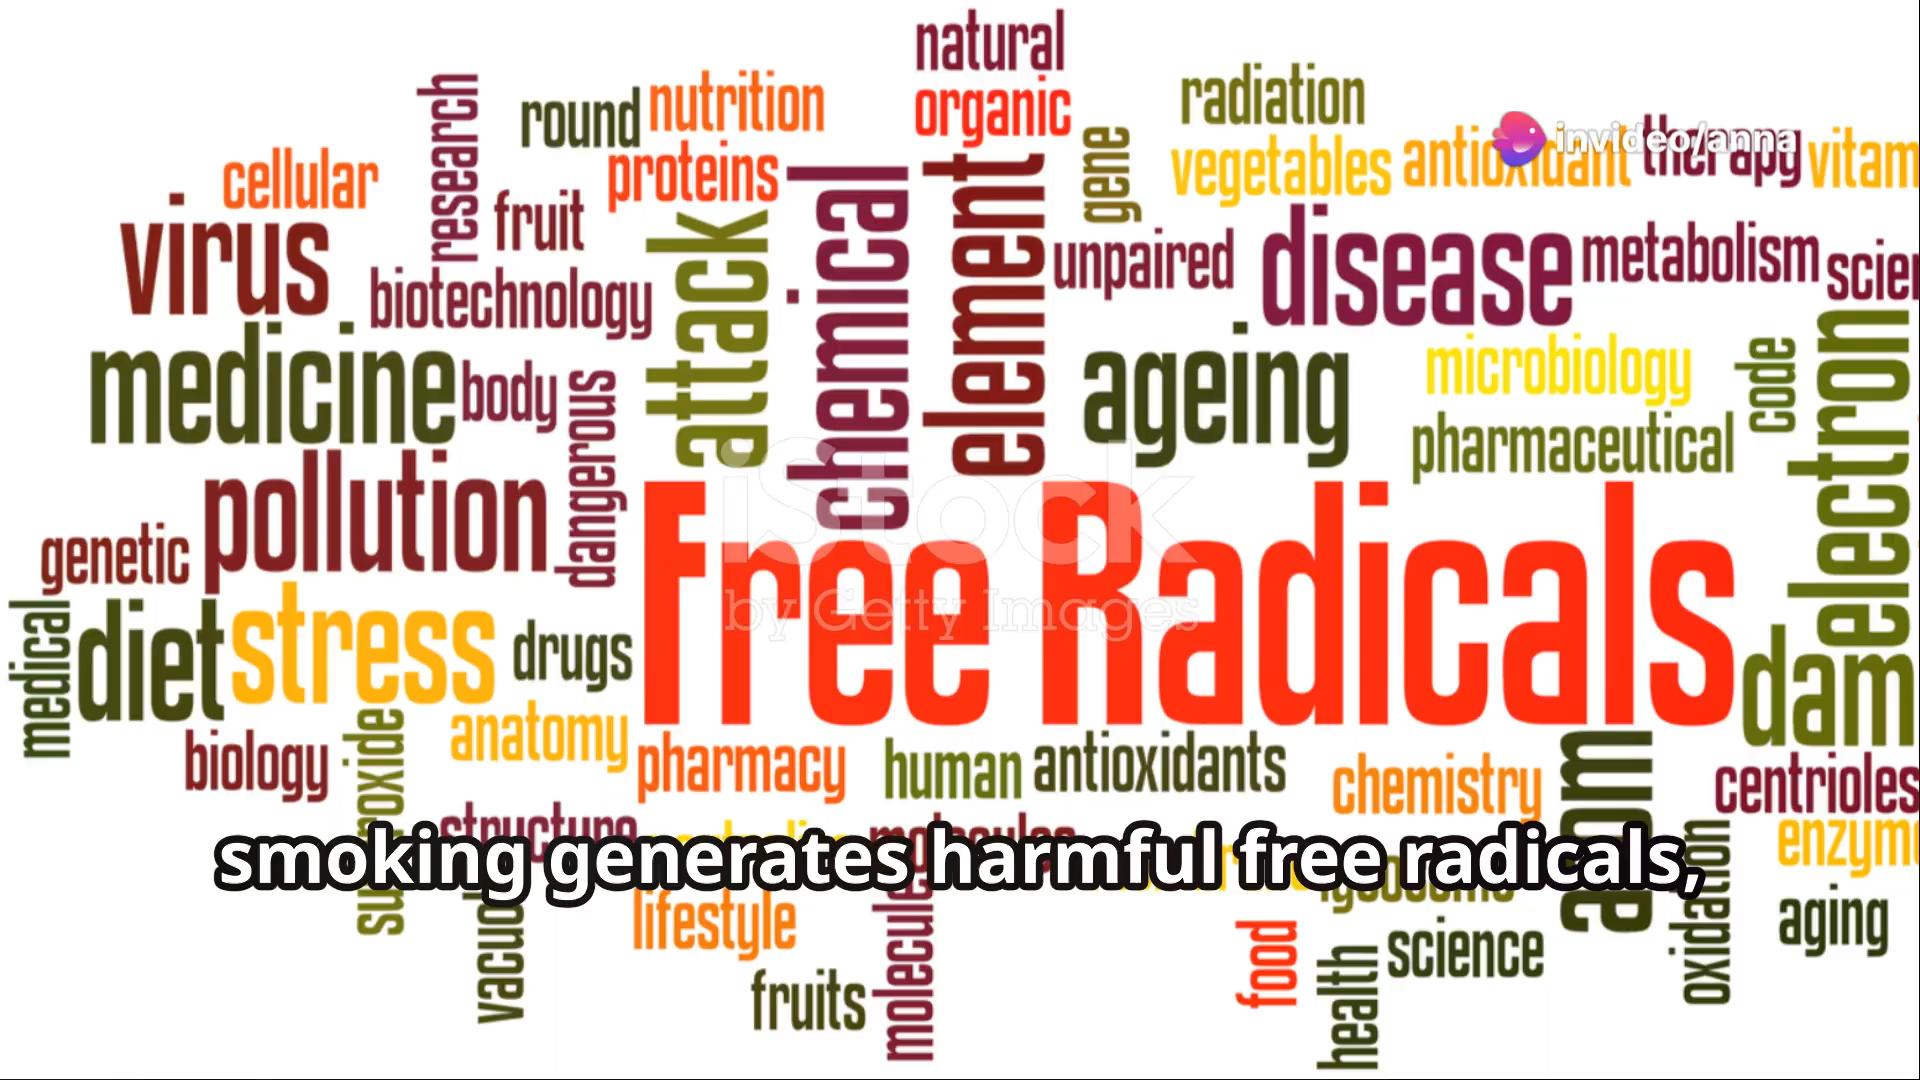 natural
research
round
nutrition
organic
radiation
cellular
proteins
gene
vegetables
antioxidant
therapy
invideo/anna
vitam
virus
fruit
attack
chemical
element
unpaired
disease
metabolism
scien
biotechnology
medicine
body
dangerous
ageing
microbiology
code
electron
pharmaceutical
pollution
genetic
iStock
by Getty Images
Free Radicals
medical
diet
stress
drugs
dam
biology
anatomy
pharmacy
human
antioxidants
chemistry
atom
centrioles
structure
smoking generates harmful free radicals,
enzyme
lifestyle
molecule
food
science
oxidation
aging
fruits
health